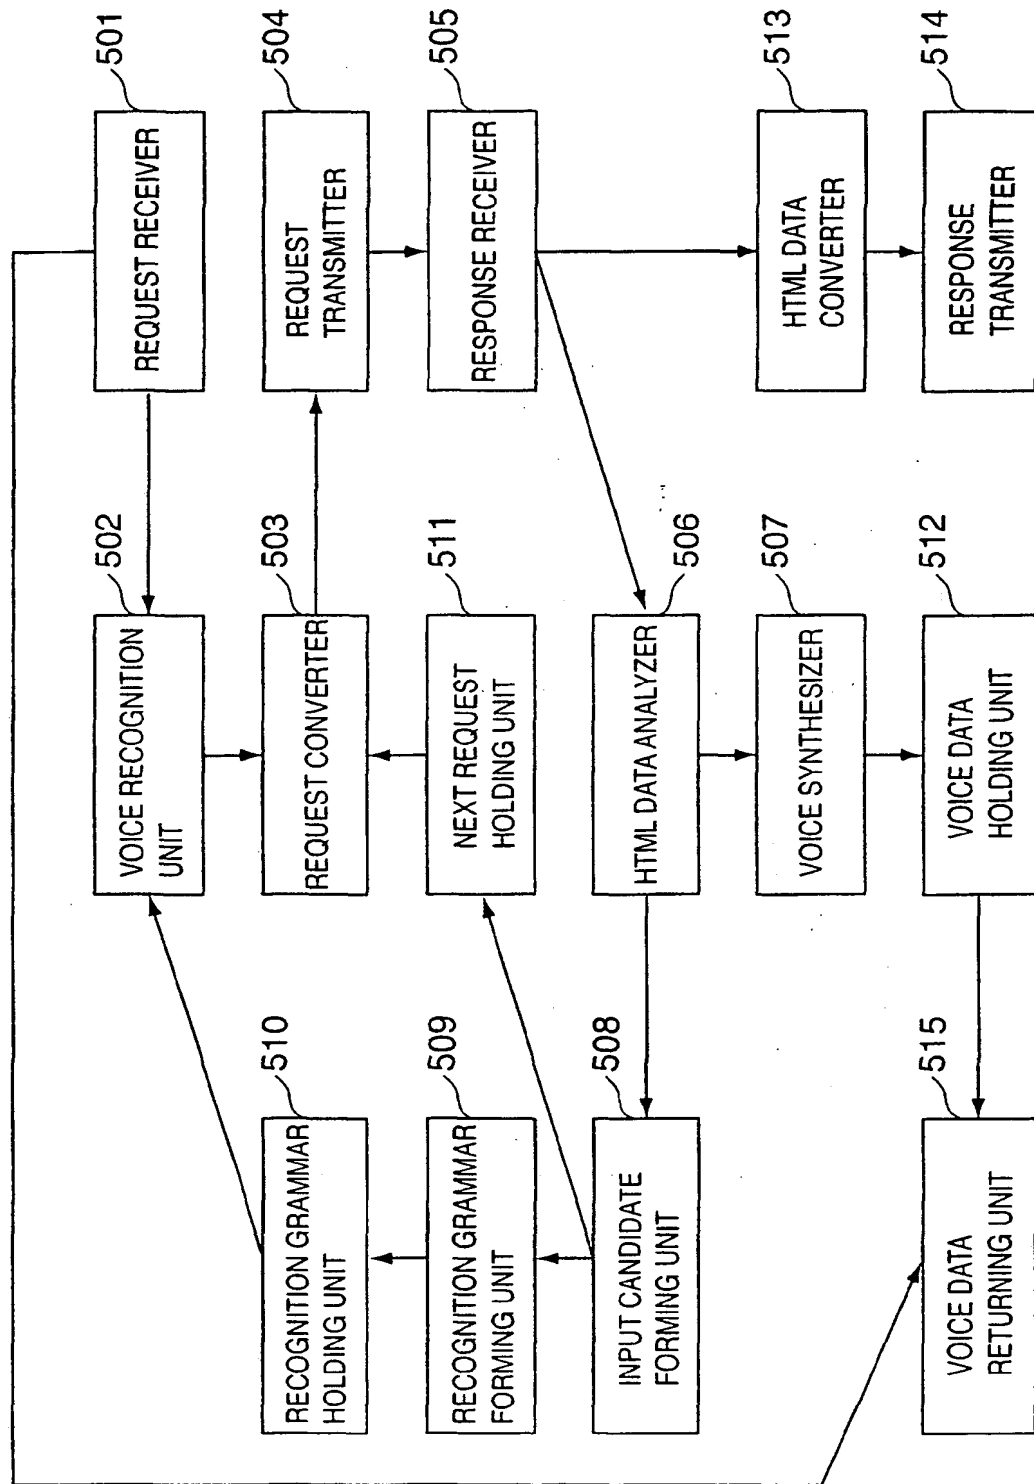 501
REQUEST RECEIVER
504
REQUEST
TRANSMITTER
505
RESPONSE RECEIVER
513
HTML DATA
CONVERTER
514
RESPONSE
TRANSMITTER
502
VOICE RECOGNITION
UNIT
503
REQUEST CONVERTER
511
NEXT REQUEST
HOLDING UNIT
506
HTML DATA ANALYZER
507
VOICE SYNTHESIZER
512
VOICE DATA
HOLDING UNIT
510
RECOGNITION GRAMMAR
HOLDING UNIT
509
RECOGNITION GRAMMAR
FORMING UNIT
508
INPUT CANDIDATE
FORMING UNIT
515
VOICE DATA
RETURNING UNIT